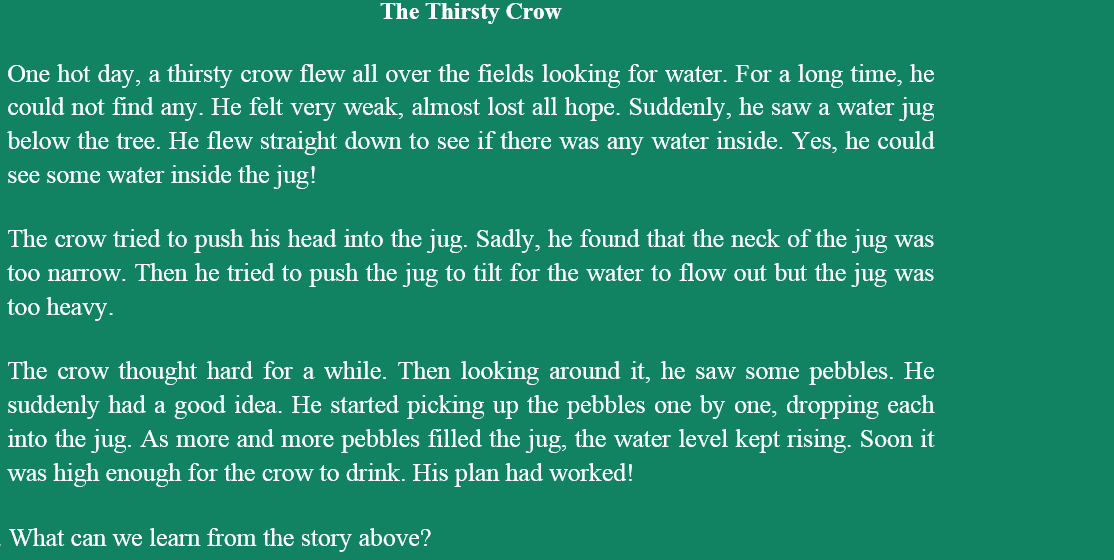 The Thirsty Crow
One hot day, a thirsty crow flew all over the fields looking for water. For a long time, he
could not find any. He felt very weak, almost lost all hope. Suddenly, he saw a water jug
below the tree. He flew straight down to see if there was any water inside. Yes, he could
see some water inside the jug!
The crow tried to push his head into the jug. Sadly, he found that the neck of the jug was
too narrow. Then he tried to push the jug to tilt for the water to flow out but the jug was
too heavy.
The crow thought hard for a while. Then looking around it, he saw some pebbles. He
suddenly had a good idea. He started picking up the pebbles one by one, dropping each
into the jug. As more and more pebbles filled the jug, the water level kept rising. Soon it
was high enough for the crow to drink. His plan had worked!
What can we learn from the story above?